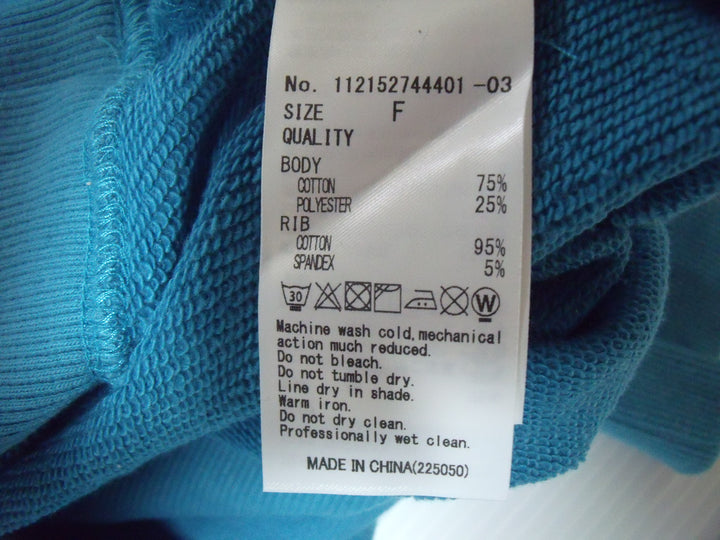 No. 112152744401-03
SIZE F
QUALITY
BODY
COTTON 75%
POLYESTER 25%
RIB
COTTON 95%
SPANDEX 5%
30 W
Machine wash cold, mechanical
action much reduced.
Do not bleach.
Do not tumble dry.
Line dry in shade.
Warm iron.
Do not dry clean.
Professionally wet clean.
MADE IN CHINA(225050)